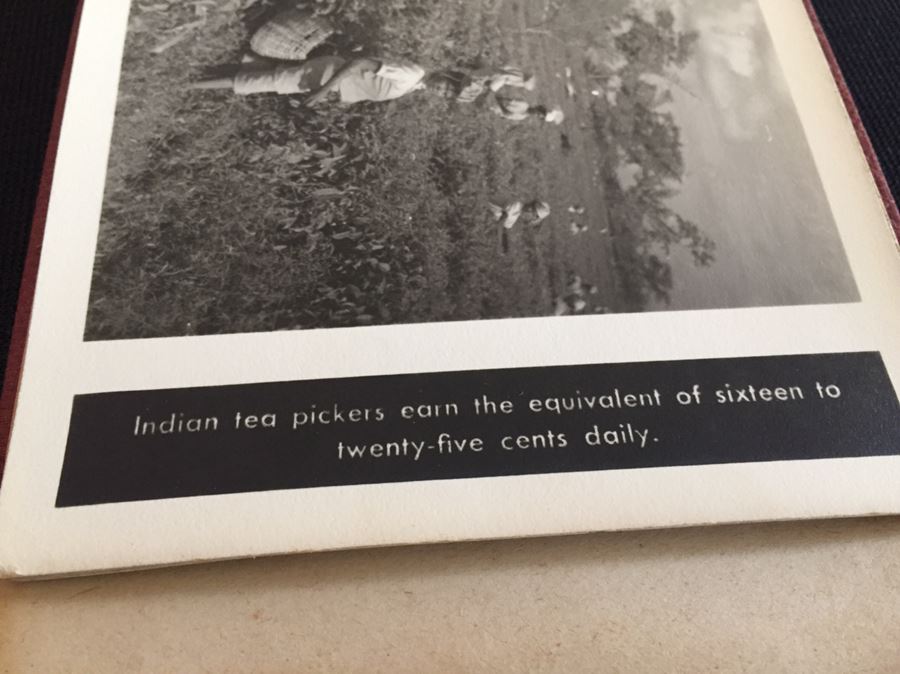 Indian tea pickers earn the equivalent of sixteen to
twenty-five cents daily.